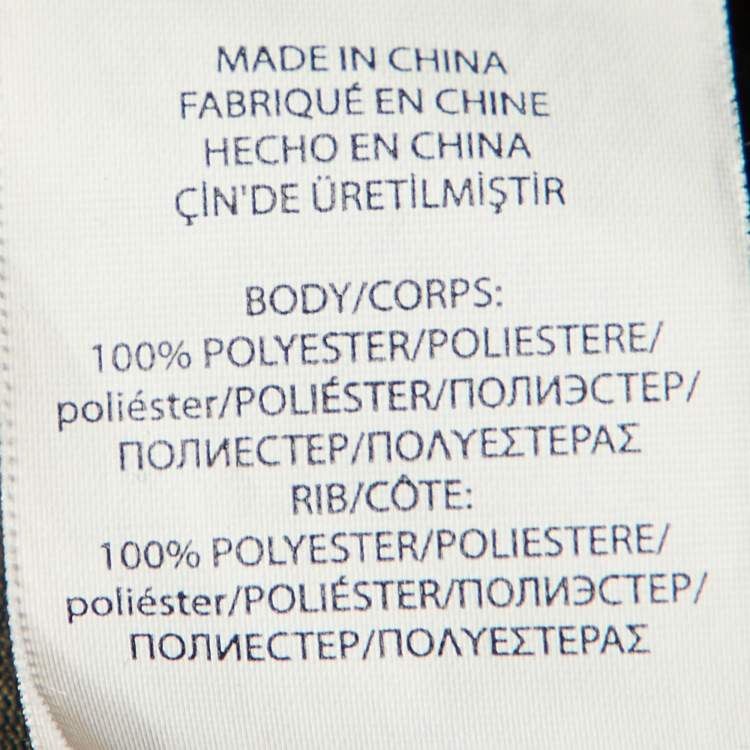 MADE IN CHINA
FABRIQUÉ EN CHINE
HECHO EN CHINA
ÇİN'DE ÜRETİLMİŞTİR
BODY/CORPS:
100% POLYESTER/POLIESTERE/
poliéster/POLIÉSTER/ПОЛИЭСТЕР/
ПОЛИЕСТЕР/ΠΟΛΥΕΣΤΕΡΑΣ
RIB/CÔTE:
100% POLYESTER/POLIESTERE/
poliéster/POLIÉSTER/ПОЛИЭСТЕР/
ПОЛИЕСТЕР/ΠΟΛΥΕΣΤΕΡΑΣ